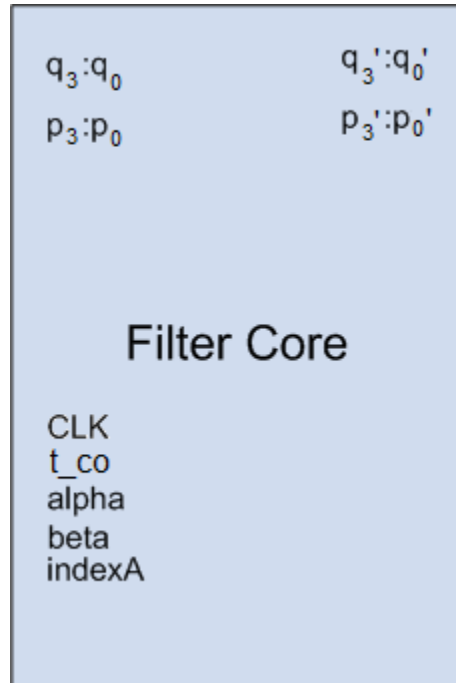 q₃:q₀ q₃':q₀'
p₃:p₀ p₃':p₀'
Filter Core
CLK
t_co
alpha
beta
indexA